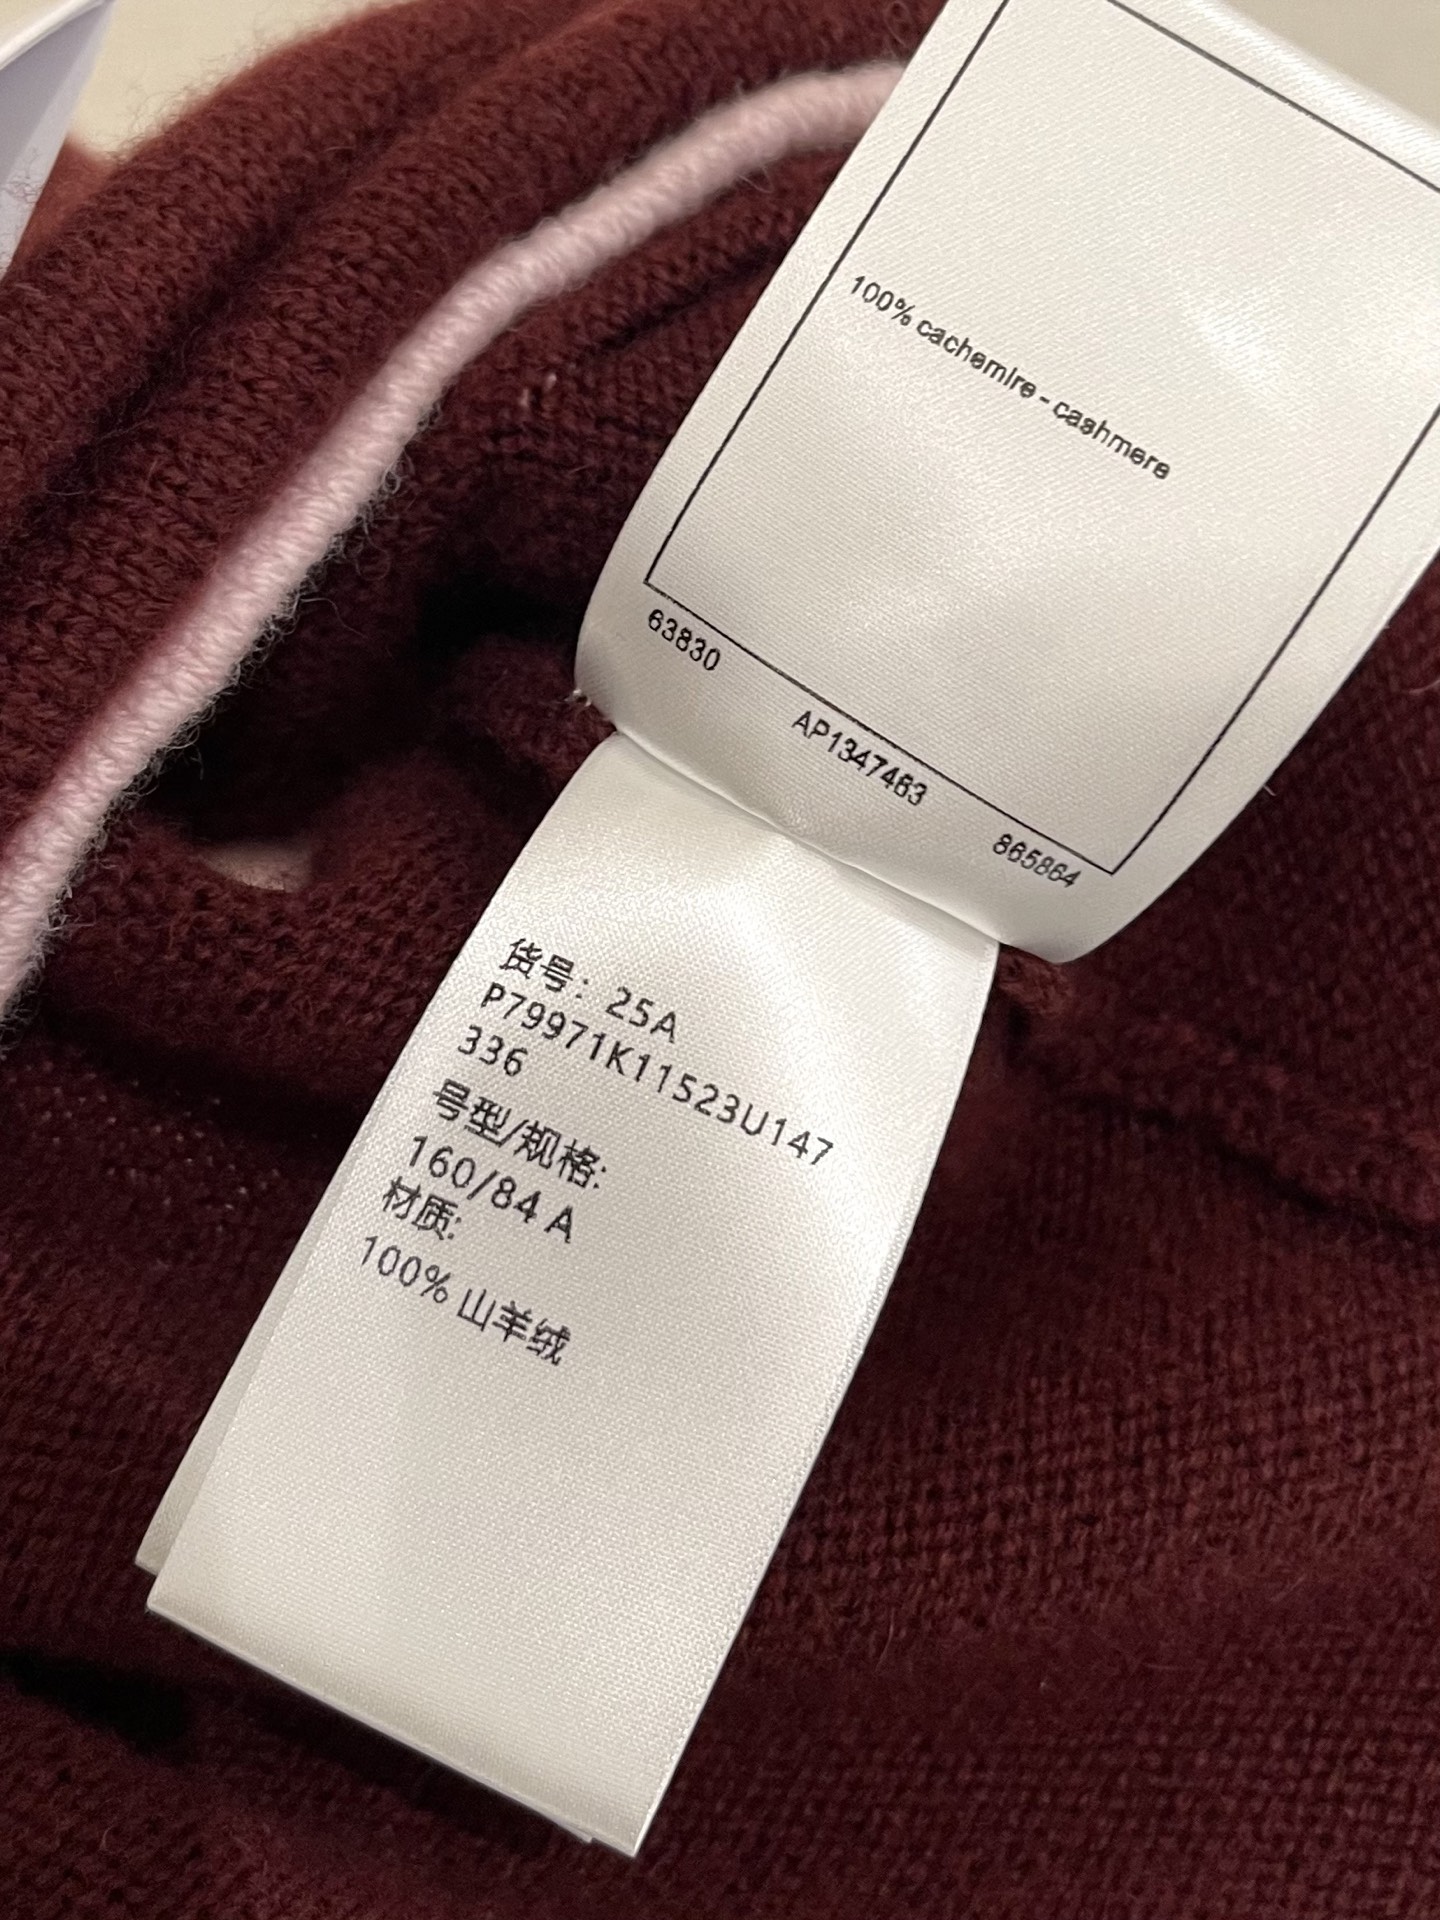 100% cachemire - cashmere
63830
AP1347463
865864
货号: 25A
P79971K11523U147
336
号型/规格:
160/84 A
材质:
100% 山羊绒